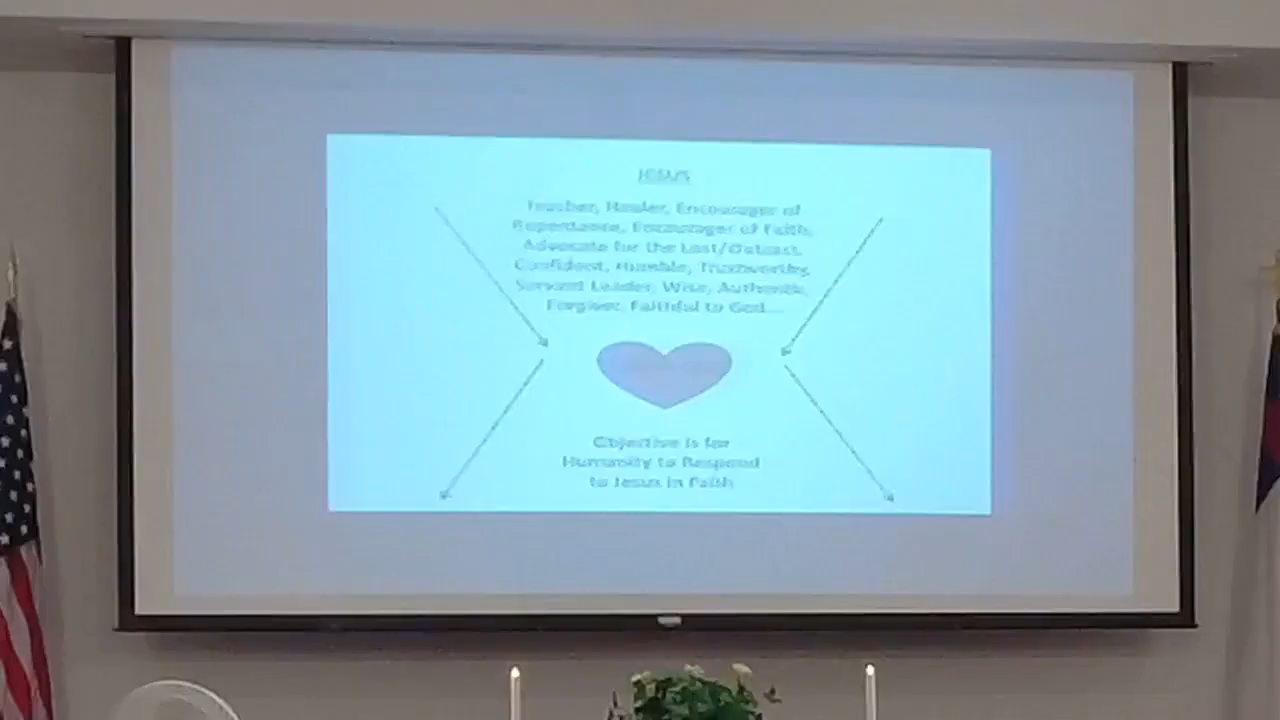 JESUS
Teacher, Healer, Encourager of
Repentance, Encourager of Faith,
Advocate for the Lost/Outcast,
Confident, Humble, Trustworthy,
Servant Leader, Wise, Authentic,
Forgiver, Faithful to God...
Objective is for
Humanity to Respond
to Jesus in Faith